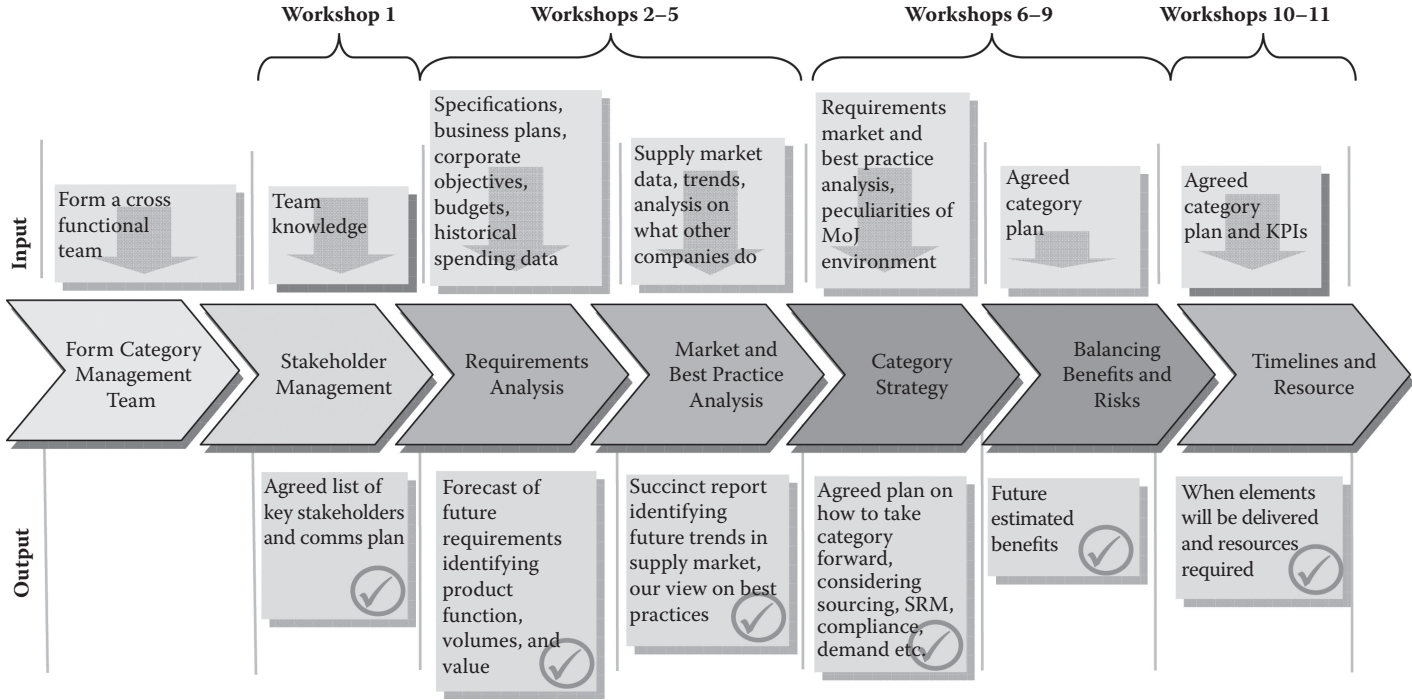 Workshop 1
Workshops 2–5
Workshops 6–9
Workshops 10–11
Input
Form a cross
functional
team
Team
knowledge
Specifications,
business plans,
corporate
objectives,
budgets,
historical
spending data
Supply market
data, trends,
analysis on
what other
companies do
Requirements
market and
best practice
analysis,
peculiarities of
MoJ
environment
Agreed
category
plan
Agreed
category
plan and KPIs
Form Category
Management
Team
Stakeholder
Management
Requirements
Analysis
Market and
Best Practice
Analysis
Category
Strategy
Balancing
Benefits and
Risks
Timelines and
Resource
Output
Agreed list of
key stakeholders
and comms plan
Forecast of
future
requirements
identifying
product
function,
volumes, and
value
Succinct report
identifying
future trends in
supply market,
our view on best
practices
Agreed plan on
how to take
category
forward,
considering
sourcing, SRM,
compliance,
demand etc.
Future
estimated
benefits
When elements
will be delivered
and resources
required